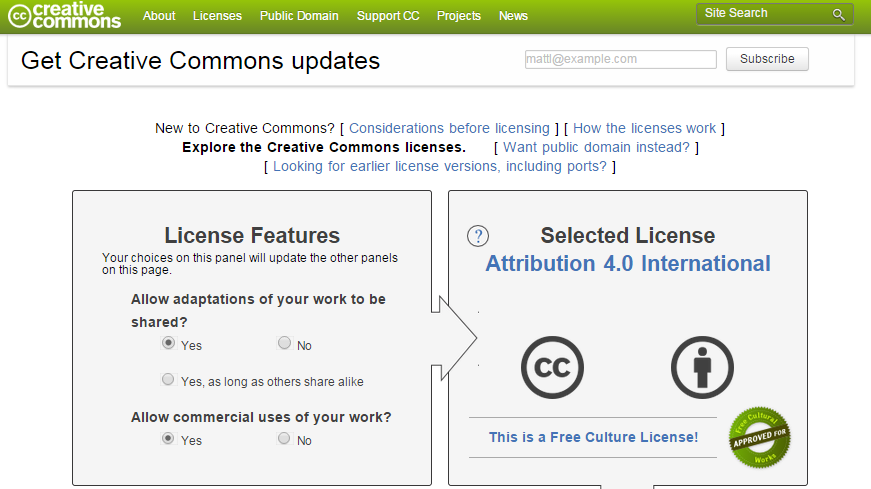 creative commons
About Licenses Public Domain Support CC Projects News
Site Search
Get Creative Commons updates
mattl@example.com
Subscribe
New to Creative Commons? [ Considerations before licensing ] [ How the licenses work ]
Explore the Creative Commons licenses. [ Want public domain instead? ]
[ Looking for earlier license versions, including ports? ]
License Features
Your choices on this panel will update the other panels
on this page.
Allow adaptations of your work to be
shared?
Yes No
Yes, as long as others share alike
Allow commercial uses of your work?
Yes No
?
Selected License
Attribution 4.0 International
cc
This is a Free Culture License!
Free Cultural
APPROVED FOR
Works